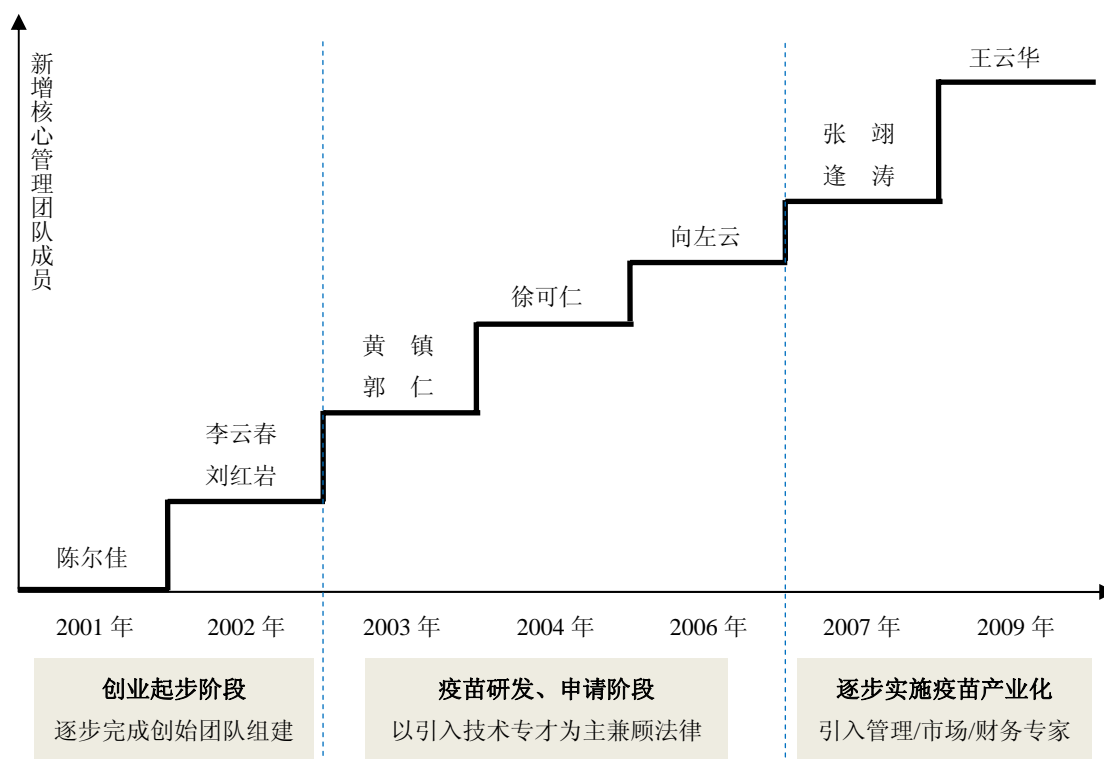 新增核心管理团队成员
王云华
张 翊
逄 涛
向左云
徐可仁
黄 镇
郭 仁
李云春
刘红岩
陈尔佳
2001 年
2002 年
2003 年
2004 年
2006 年
2007 年
2009 年
创业起步阶段
逐步完成创始团队组建
疫苗研发、申请阶段
以引入技术专才为主兼顾法律
逐步实施疫苗产业化
引入管理/市场/财务专家